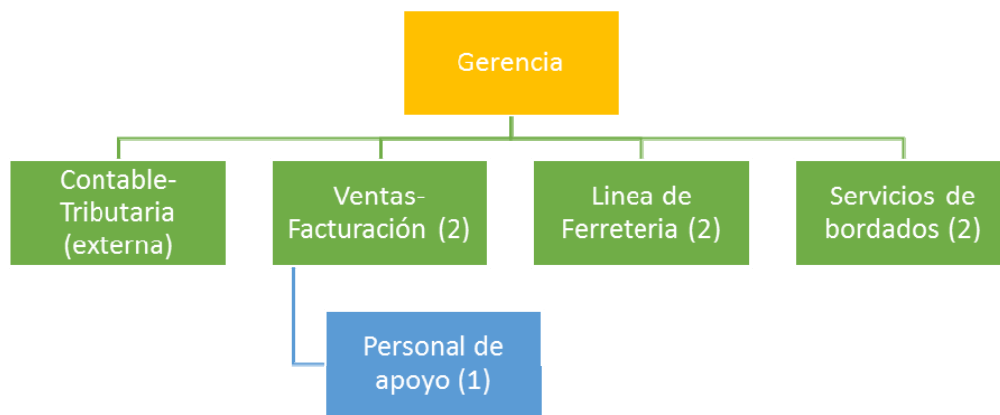 Gerencia
Contable-
Tributaria
(externa)
Ventas-
Facturación (2)
Linea de
Ferreteria (2)
Servicios de
bordados (2)
Personal de
apoyo (1)